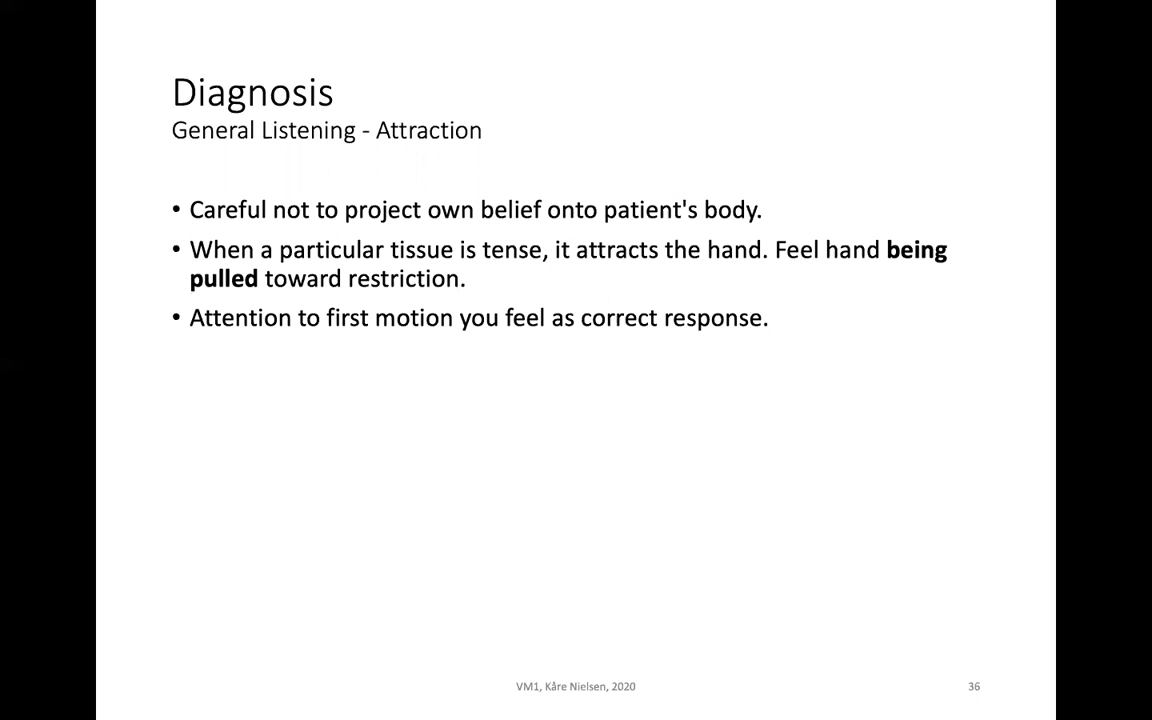 Diagnosis
General Listening - Attraction
• Careful not to project own belief onto patient's body.
• When a particular tissue is tense, it attracts the hand. Feel hand being
pulled toward restriction.
• Attention to first motion you feel as correct response.
VM1, Kåre Nielsen, 2020
36